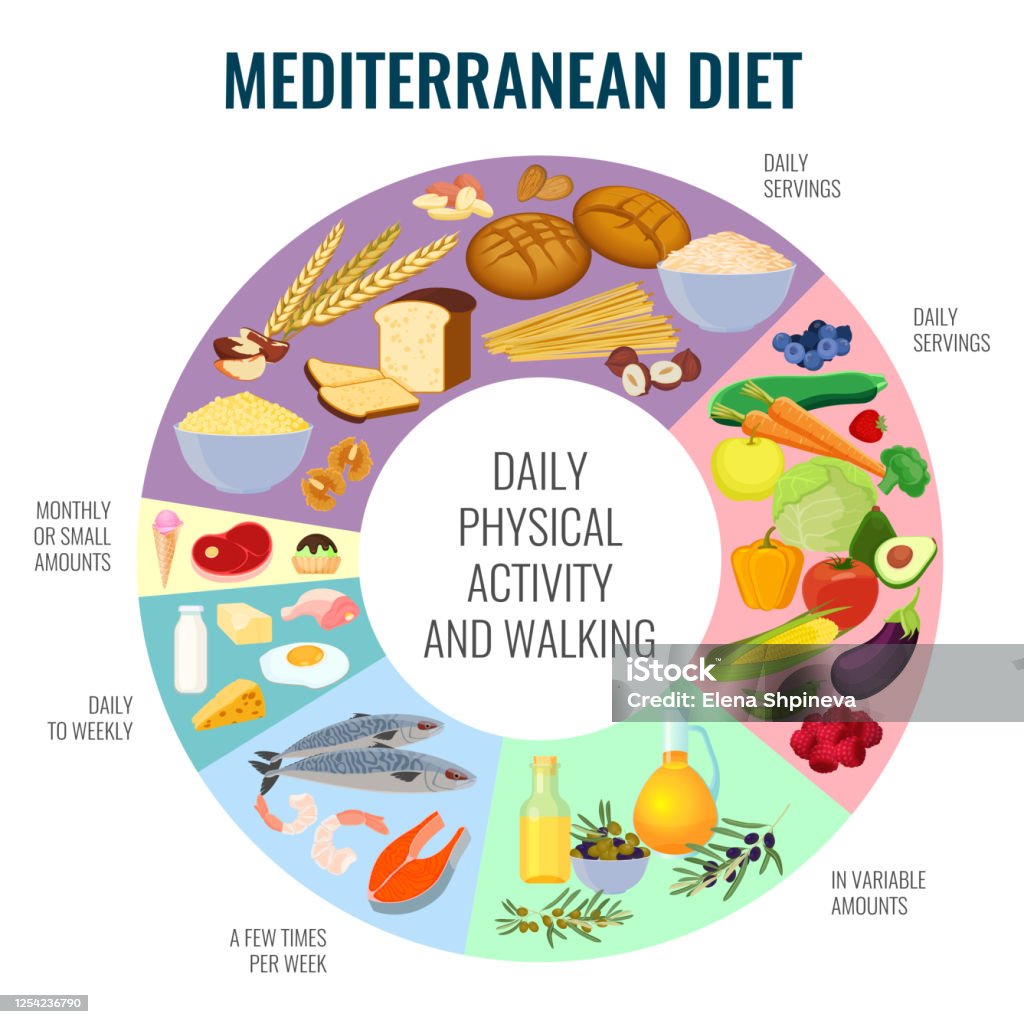 MEDITERRANEAN DIET
DAILY
SERVINGS
DAILY
SERVINGS
MONTHLY
OR SMALL
AMOUNTS
DAILY
PHYSICAL
ACTIVITY
AND WALKING
iStock
Credit: Elena Shpineva
DAILY
TO WEEKLY
IN VARIABLE
AMOUNTS
A FEW TIMES
PER WEEK
1254236790